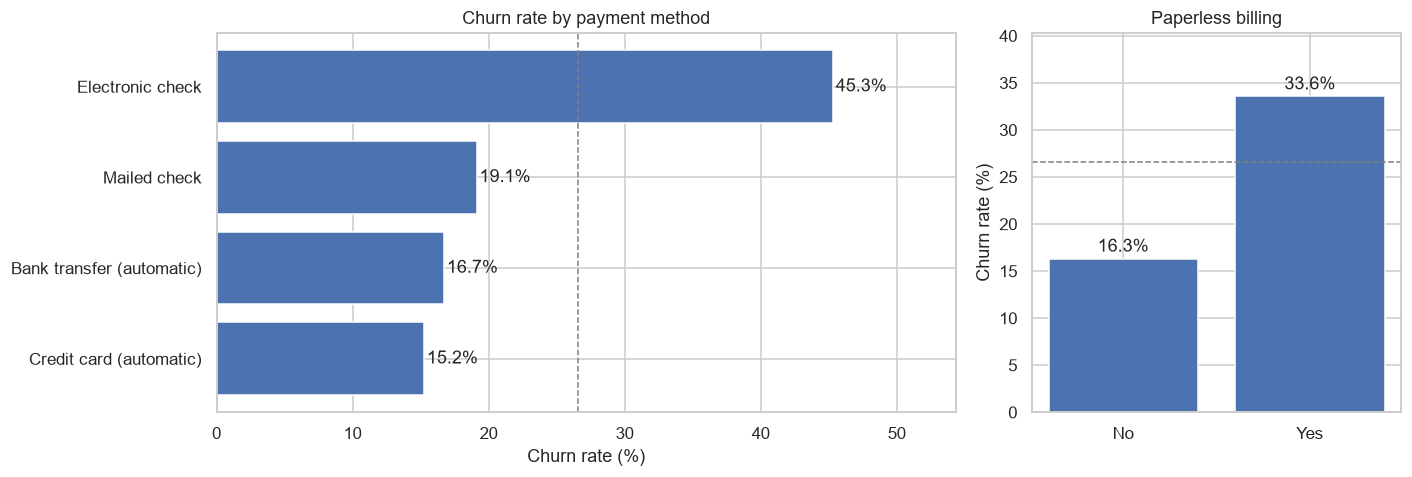 Churn rate by payment method
Electronic check
45.3%
Mailed check
19.1%
Bank transfer (automatic)
16.7%
Credit card (automatic)
15.2%
0 10 20 30 40 50
Churn rate (%)
Paperless billing
Churn rate (%)
40
35
30
25
20
15
10
5
0
16.3%
33.6%
No Yes